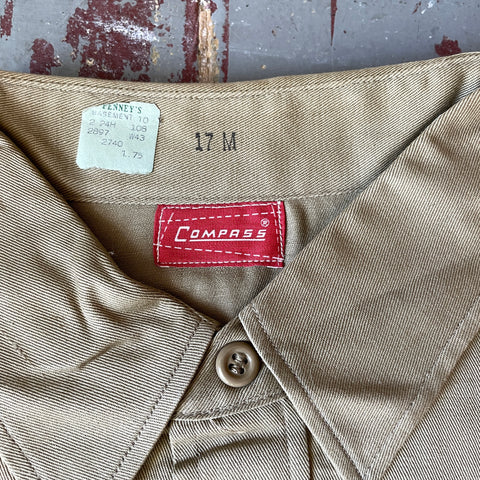 PENNEY'S
BASEMENT 10
2 24H 108
2897 W43
2740
1.75
17 M
COMPASS®